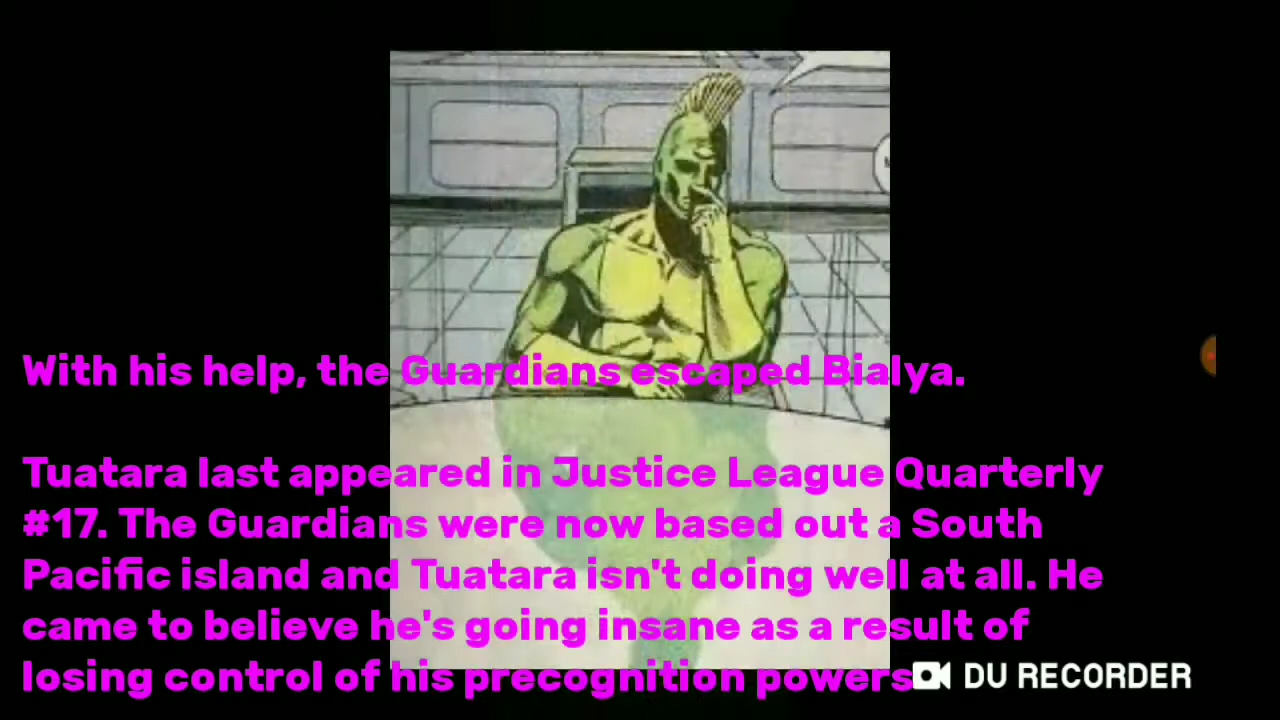 With his help, the Guardians escaped Bialya.
Tuatara last appeared in Justice League Quarterly
#17. The Guardians were now based out a South
Pacific island and Tuatara isn't doing well at all. He
came to believe he's going insane as a result of
losing control of his precognition powers
DU RECORDER